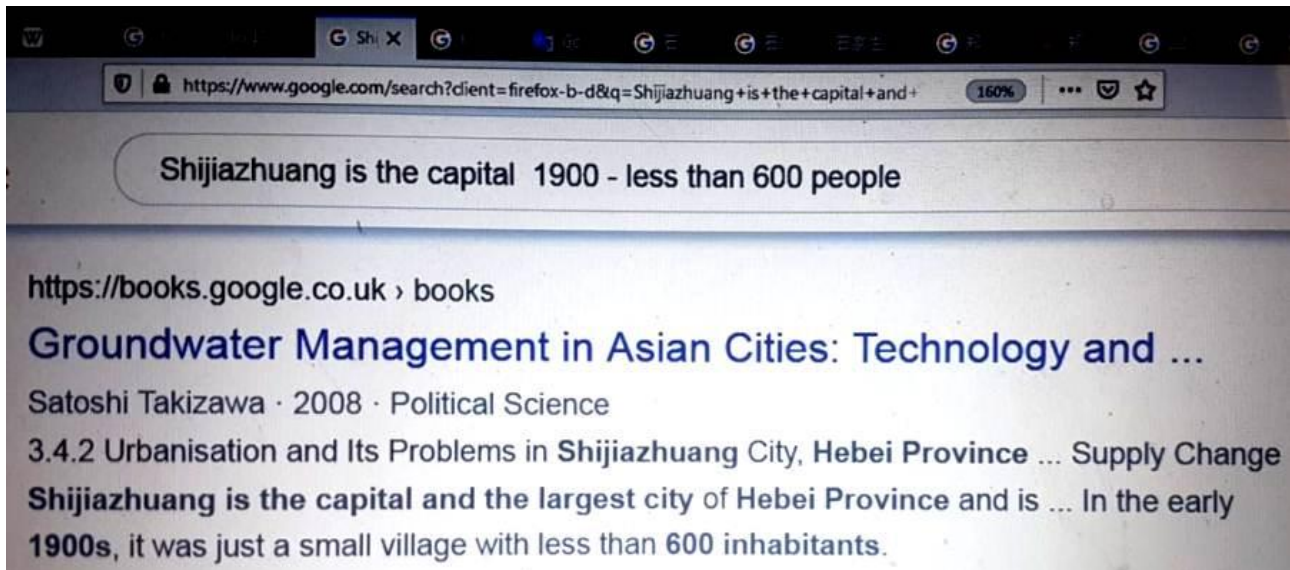 Shi
https://www.google.com/search?client=firefox-b-d&q=Shijiazhuang+is+the+capital+and+
160%
Shijiazhuang is the capital 1900 - less than 600 people
https://books.google.co.uk › books
Groundwater Management in Asian Cities: Technology and ...
Satoshi Takizawa · 2008 · Political Science
3.4.2 Urbanisation and Its Problems in Shijiazhuang City, Hebei Province ... Supply Change
Shijiazhuang is the capital and the largest city of Hebei Province and is ... In the early
1900s, it was just a small village with less than 600 inhabitants.